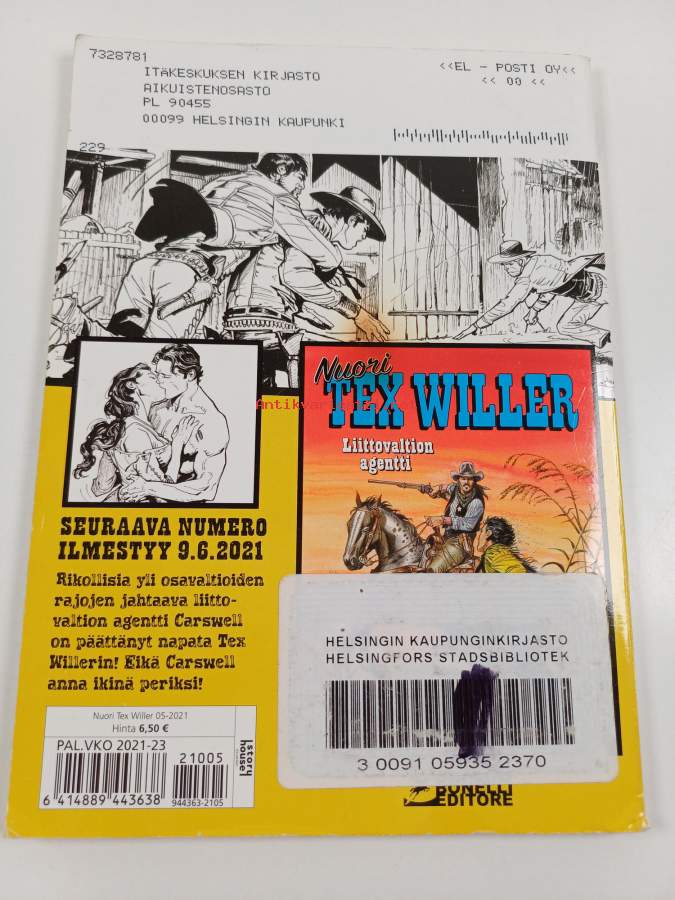 7328781
ITÄKESKUKSEN KIRJASTO
AIKUISTENOSASTO
PL 90455
00099 HELSINGIN KAUPUNKI
<<EL - POSTI OY<<
<< 00 <<
229
Nuori
TEX WILLER
Liittovaltion
agentti
SEURAAVA NUMERO
ILMESTYY 9.6.2021
Rikollisia yli osavaltioiden
rajojen jahtaava liitto-
valtion agentti Carswell
on päättänyt napata Tex
Willerin! Eikä Carswell
anna ikinä periksi!
HELSINGIN KAUPUNGINKIRJASTO
HELSINGFORS STADSBIBLIOTEK
3 0091 05935 2370
Nuori Tex Willer 05-2021
Hinta 6,50 €
PAL.VKO 2021-23
21005
6 414889 443638
944363-2105
story
house
BONELLI
EDITORE